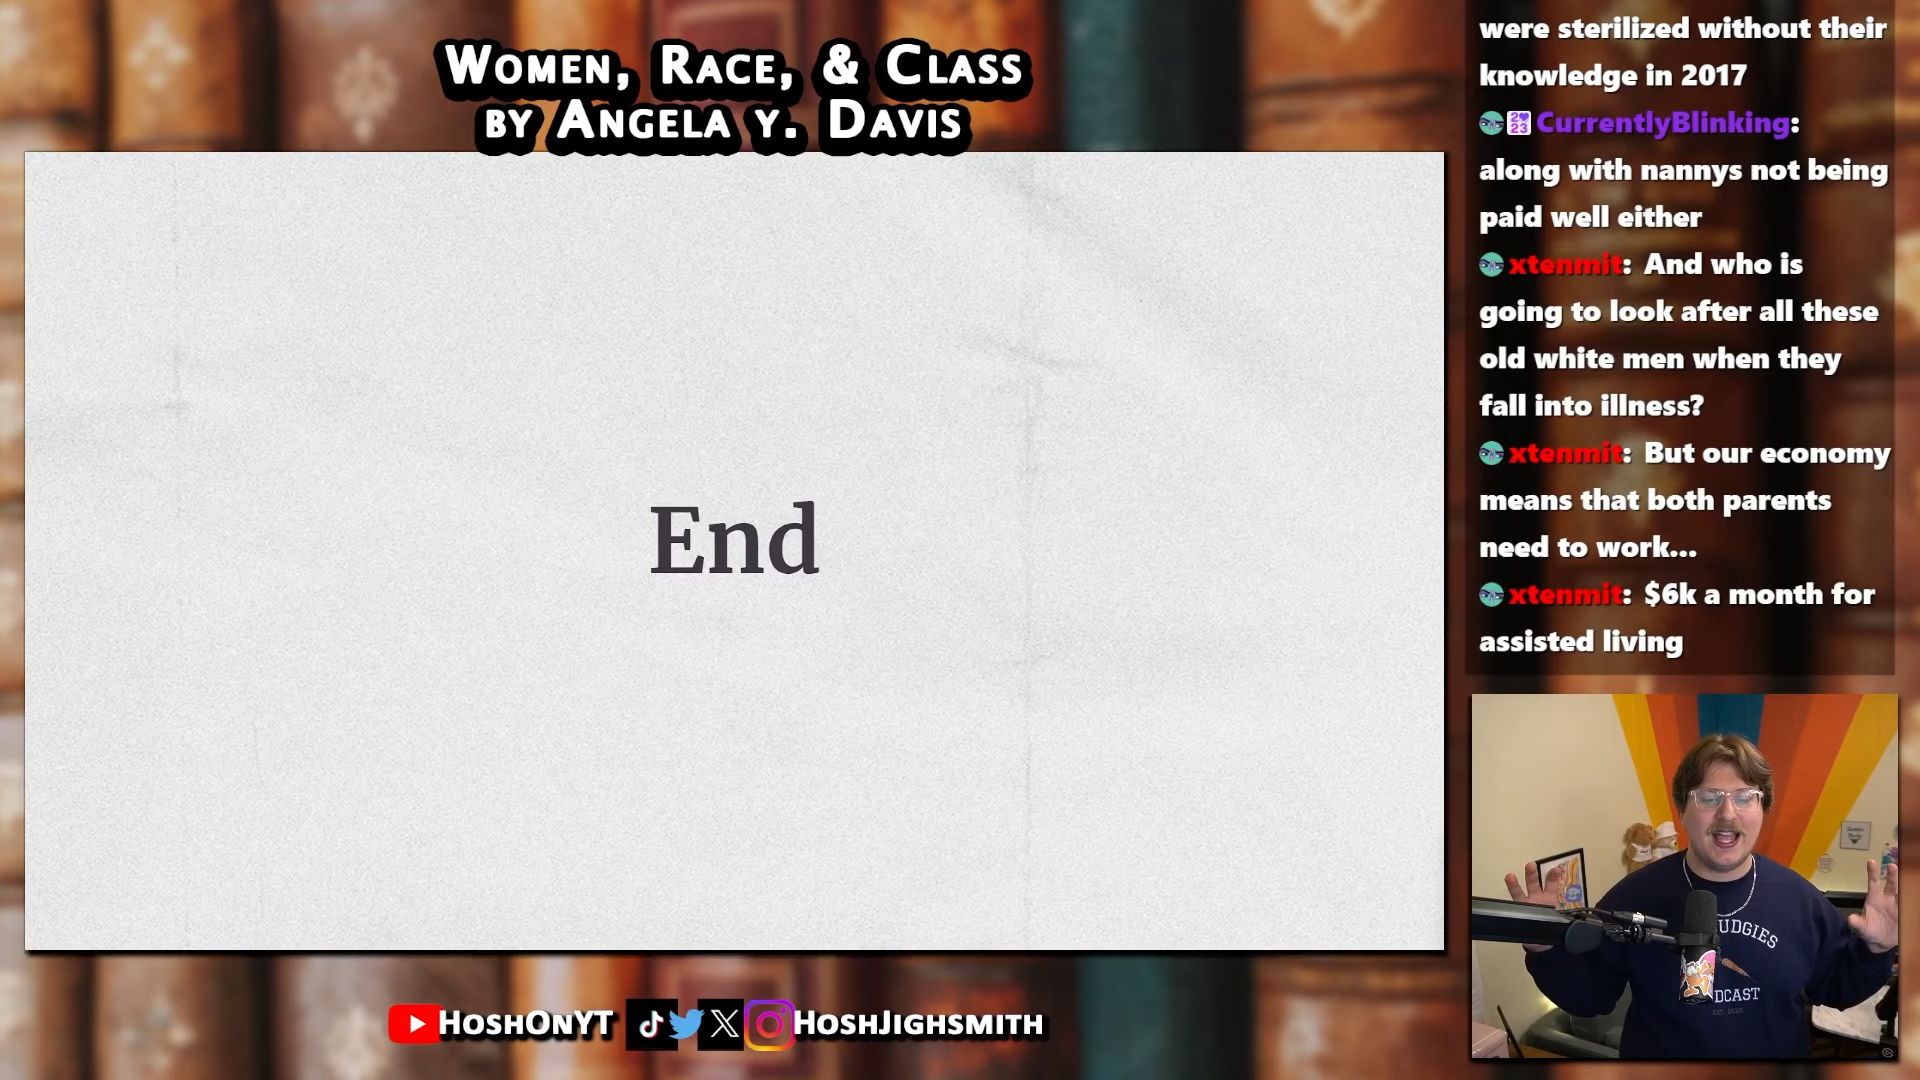 Women, Race, & Class
by Angela y. Davis
End
were sterilized without their
knowledge in 2017
CurrentlyBlinking:
along with nannys not being
paid well either
xtenmit: And who is
going to look after all these
old white men when they
fall into illness?
xtenmit: But our economy
means that both parents
need to work...
xtenmit: $6k a month for
assisted living
UDGIES
DCAST
HoshOnYT
HoshJighsmith